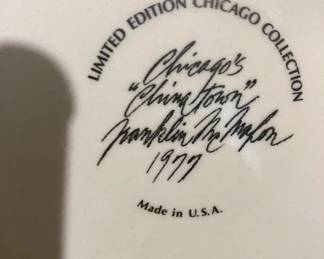 LIMITED EDITION CHICAGO COLLECTION
Chicago's
"China town"
Franklin McMahon
1977
Made in U.S.A.